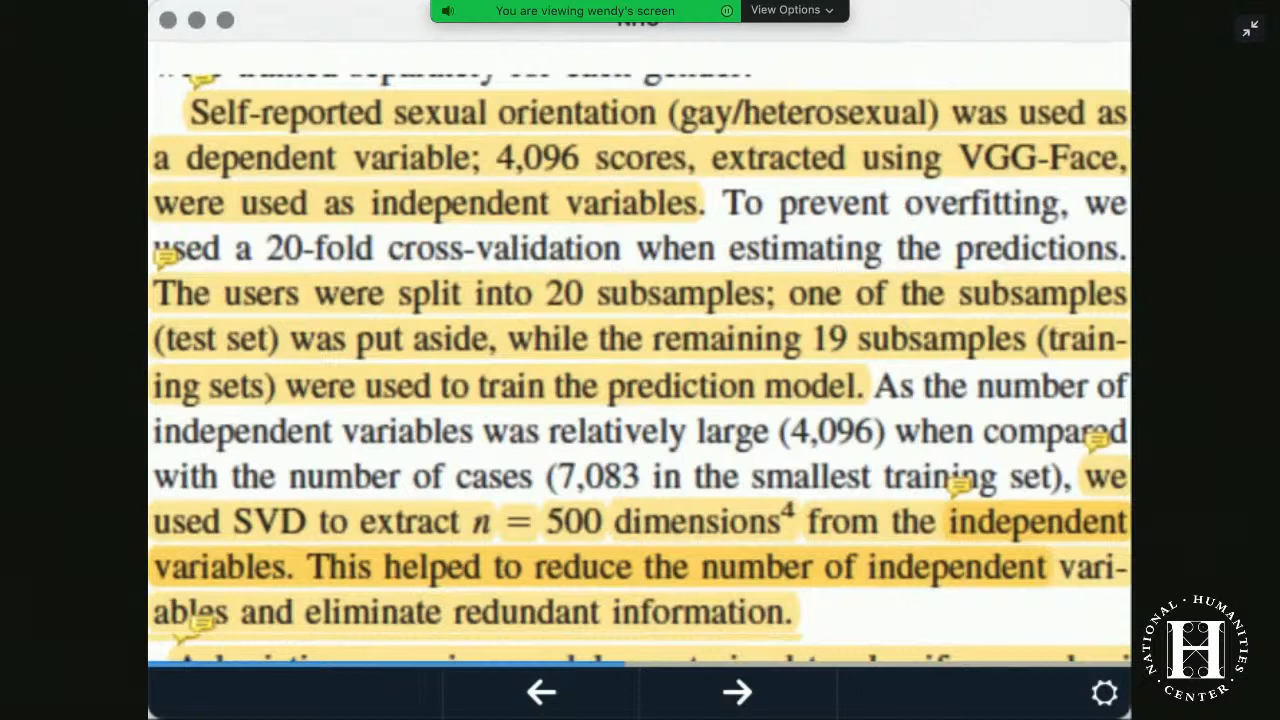 You are viewing wendy's screen
View Options
Self-reported sexual orientation (gay/heterosexual) was used as
a dependent variable; 4,096 scores, extracted using VGG-Face,
were used as independent variables. To prevent overfitting, we
used a 20-fold cross-validation when estimating the predictions.
The users were split into 20 subsamples; one of the subsamples
(test set) was put aside, while the remaining 19 subsamples (train-
ing sets) were used to train the prediction model. As the number of
independent variables was relatively large (4,096) when compared
with the number of cases (7,083 in the smallest training set), we
used SVD to extract n = 500 dimensions⁴ from the independent
variables. This helped to reduce the number of independent vari-
ables and eliminate redundant information.
NATIONAL · HUMANITIES
H
CENTER